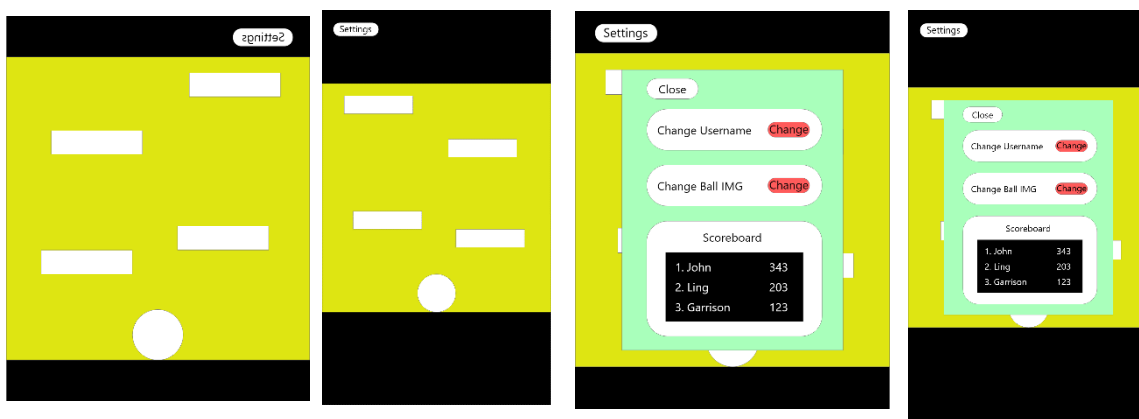 Settings
Settings
Settings
Close
Change Username Change
Change Ball IMG Change
Scoreboard
1. John 343
2. Ling 203
3. Garrison 123
Settings
Close
Change Username Change
Change Ball IMG Change
Scoreboard
1. John 343
2. Ling 203
3. Garrison 123